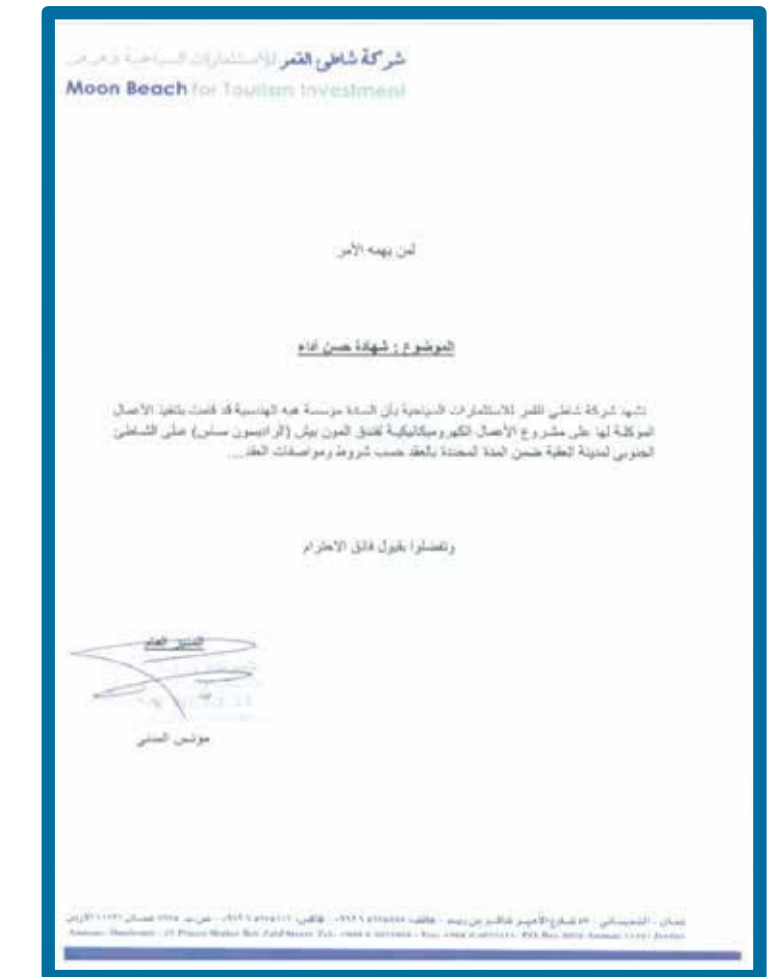 شركة شاطئ القمر للاستثمارات السياحية
Moon Beach for Tourism Investment
لمن يهمه الأمر
الموضوع : شهادة حسن أداء
تشهد شركة شاطئ القمر للاستثمارات السياحية بأن السادة مؤسسة هبه الهندسية قد قامت بتنفيذ الأعمال
الموكلة لها على مشروع الأعمال الكهروميكانيكية لفندق المون بيش (الراديسون ساس) على الشاطئ
الجنوبي لمدينة العقبة ضمن المدة المحددة بالعقد حسب شروط ومواصفات العقد....
وتفضلوا بقبول فائق الاحترام
المدير العام
مؤنس المدني